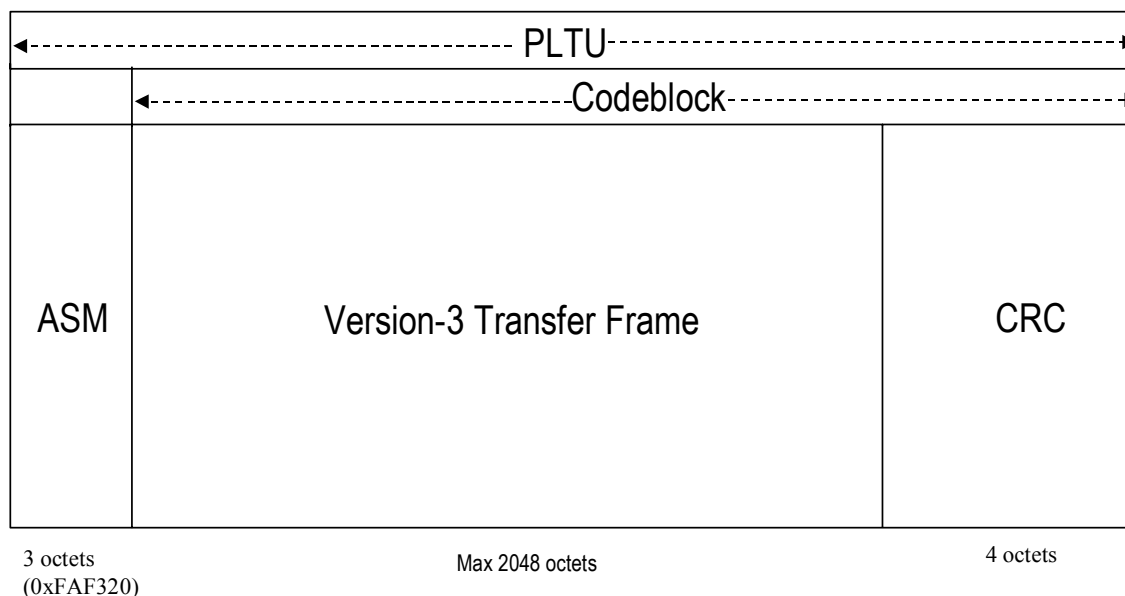 PLTU
Codeblock
ASM
Version-3 Transfer Frame
CRC
3 octets
(0xFAF320)
Max 2048 octets
4 octets